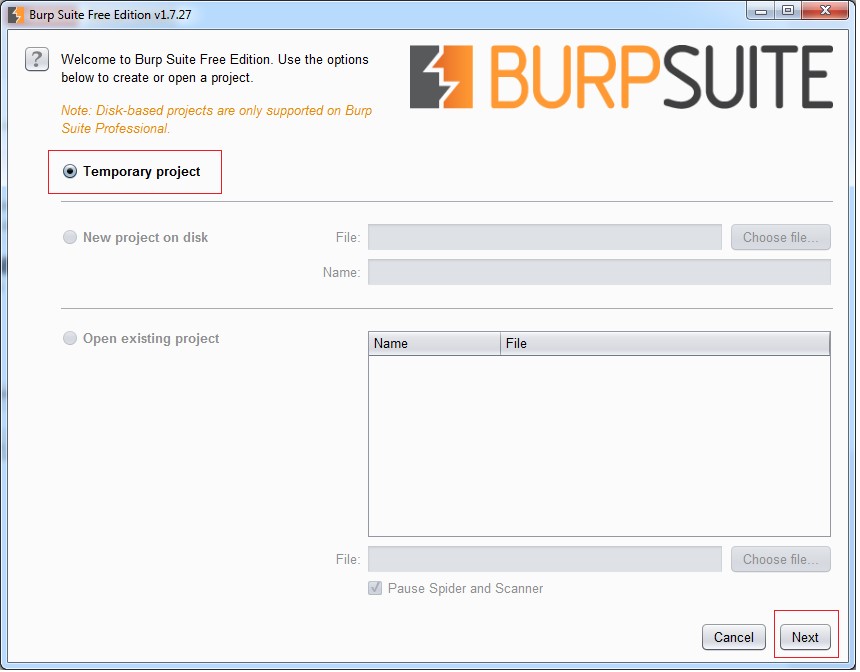 Burp Suite Free Edition v1.7.27
?
Welcome to Burp Suite Free Edition. Use the options
below to create or open a project.
BURPSUITE
Note: Disk-based projects are only supported on Burp
Suite Professional.
Temporary project
New project on disk
File:
Choose file...
Name:
Open existing project
Name File
File:
Choose file...
Pause Spider and Scanner
Cancel
Next